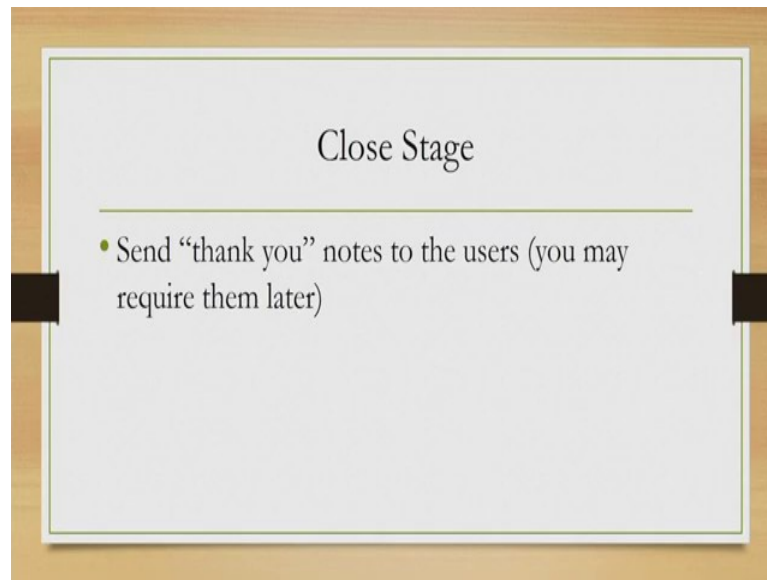 Close Stage
• Send “thank you” notes to the users (you may
require them later)